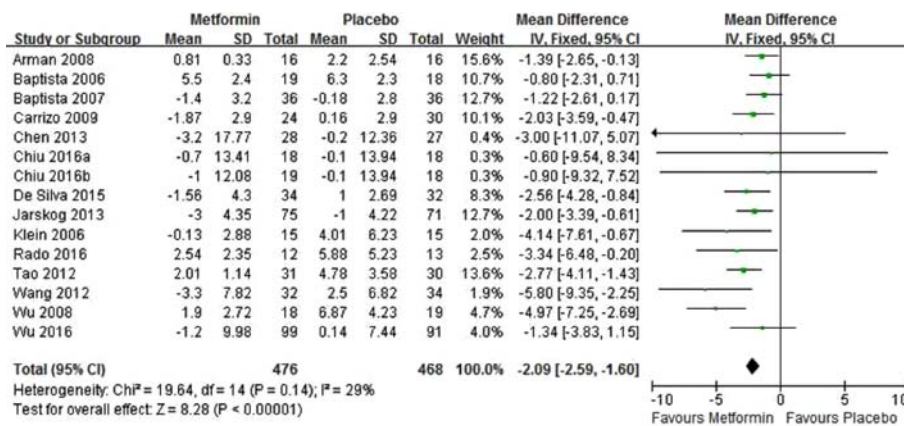 Metformin Placebo Mean Difference Mean Difference
Study or Subgroup Mean SD Total Mean SD Total Weight IV, Fixed, 95% CI IV, Fixed, 95% CI
Arman 2008 0.81 0.33 16 2.2 2.54 16 15.6% -1.39 [-2.65, -0.13]
Baptista 2006 5.5 2.4 19 6.3 2.3 18 10.8% -0.80 [-2.31, 0.71]
Baptista 2007 -1.4 3.2 36 -0.18 2.8 36 12.7% -1.22 [-2.61, 0.17]
Carrizo 2009 -1.87 2.9 24 0.16 2.9 30 10.1% -2.03 [-3.59, -0.47]
Chen 2013 -3.2 17.77 28 -0.2 12.36 27 0.4% -3.00 [-11.07, 5.07]
Chiu 2016a -0.7 13.41 18 -0.1 13.94 18 0.3% -0.60 [-9.54, 8.34]
Chiu 2016b -1 12.08 19 -0.1 13.94 18 0.3% -0.90 [-9.32, 7.52]
De Silva 2015 -1.56 4.3 34 1 2.69 32 8.3% -2.56 [-4.28, -0.84]
Jarskog 2013 -3 4.35 75 -1 4.22 71 12.7% -2.00 [-3.39, -0.61]
Klein 2006 -0.13 2.88 15 4.01 6.23 15 2.0% -4.14 [-7.61, -0.67]
Rado 2016 2.54 2.35 12 5.88 5.23 13 2.5% -3.34 [-6.48, -0.20]
Tao 2012 2.01 1.14 31 4.78 3.58 30 13.6% -2.77 [-4.11, -1.43]
Wang 2012 -3.3 7.82 32 2.5 6.82 34 1.9% -5.80 [-9.35, -2.25]
Wu 2008 1.9 2.72 18 6.87 4.23 19 4.7% -4.97 [-7.25, -2.69]
Wu 2016 -1.2 9.98 99 0.14 7.44 91 4.0% -1.34 [-3.83, 1.15]
Total (95% CI) 476 468 100.0% -2.09 [-2.59, -1.60]
Heterogeneity: Chi² = 19.64, df = 14 (P = 0.14); I² = 29%
Test for overall effect: Z = 8.28 (P < 0.00001)
-10 -5 0 5 10
Favours Metformin Favours Placebo